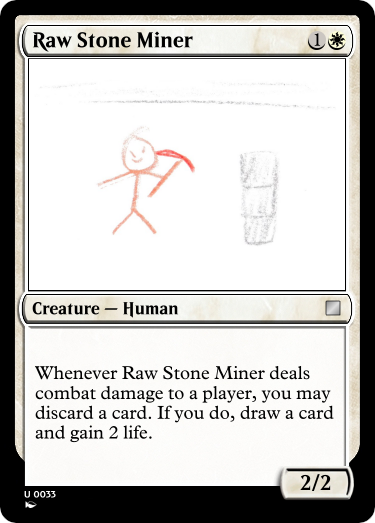 Raw Stone Miner 1
Creature — Human
Whenever Raw Stone Miner deals
combat damage to a player, you may
discard a card. If you do, draw a card
and gain 2 life.
2/2
U 0033